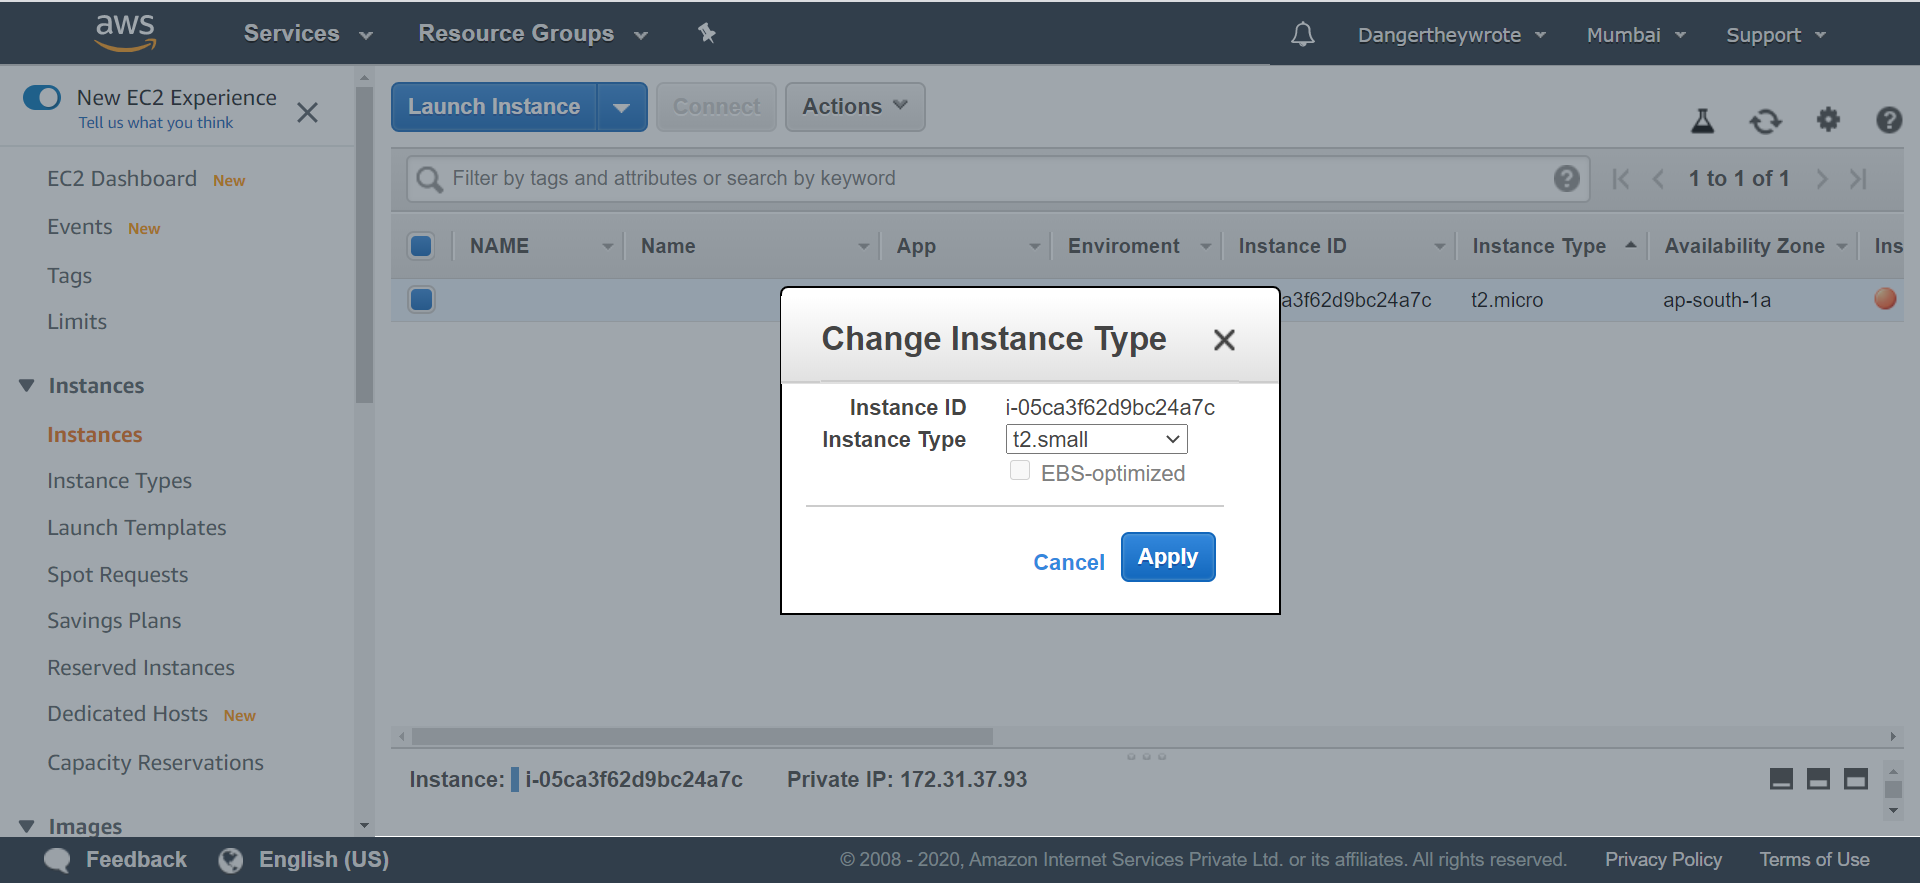 aws Services Resource Groups Dangertheywrote Mumbai Support
New EC2 Experience
Tell us what you think
EC2 Dashboard New
Events New
Tags
Limits
Instances
Instances
Instance Types
Launch Templates
Spot Requests
Savings Plans
Reserved Instances
Dedicated Hosts New
Capacity Reservations
Images
Launch Instance Connect Actions
Filter by tags and attributes or search by keyword
1 to 1 of 1
NAME Name App Enviroment Instance ID Instance Type Availability Zone Ins
a3f62d9bc24a7c t2.micro ap-south-1a
Change Instance Type
Instance ID i-05ca3f62d9bc24a7c
Instance Type t2.small
EBS-optimized
Cancel Apply
Instance: i-05ca3f62d9bc24a7c Private IP: 172.31.37.93
Feedback English (US) © 2008 - 2020, Amazon Internet Services Private Ltd. or its affiliates. All rights reserved. Privacy Policy Terms of Use